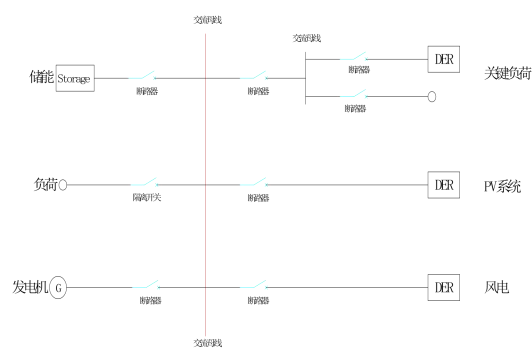 交流母线
交流母线
储能 Storage 断路器 断路器 断路器 DER 关键负荷
断路器
负荷 隔离开关 断路器 DER PV系统
发电机 G 断路器 断路器 DER 风电
交流母线